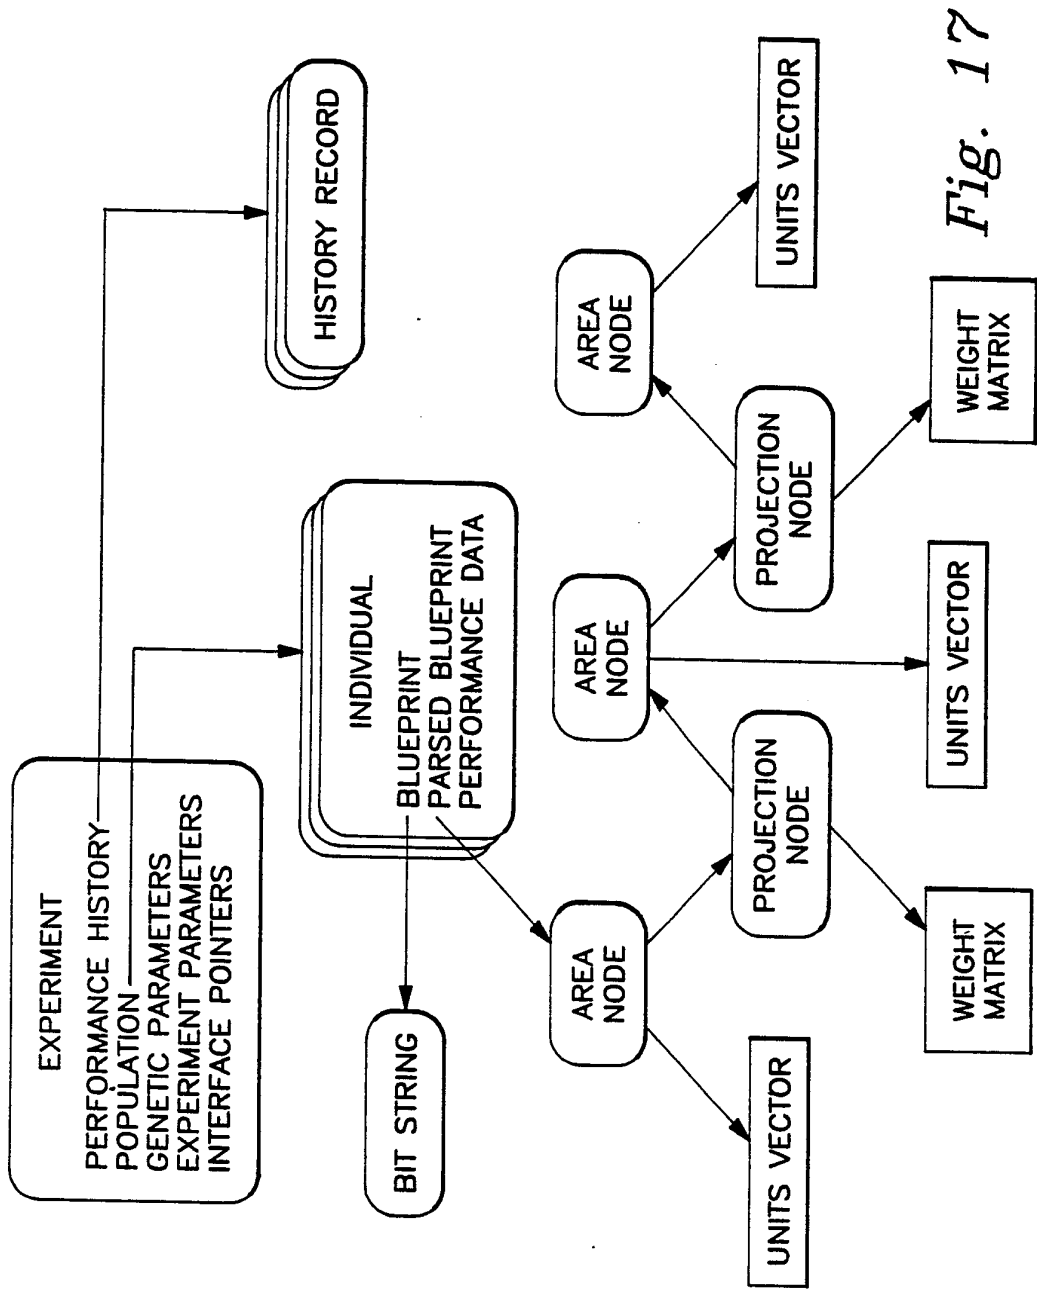 EXPERIMENT
PERFORMANCE HISTORY
POPULATION
GENETIC PARAMETERS
EXPERIMENT PARAMETERS
INTERFACE POINTERS
HISTORY RECORD
INDIVIDUAL
BLUEPRINT
PARSED BLUEPRINT
PERFORMANCE DATA
BIT STRING
AREA
NODE
AREA
NODE
AREA
NODE
PROJECTION
NODE
PROJECTION
NODE
UNITS VECTOR
UNITS VECTOR
WEIGHT
MATRIX
UNITS VECTOR
WEIGHT
MATRIX
Fig. 17